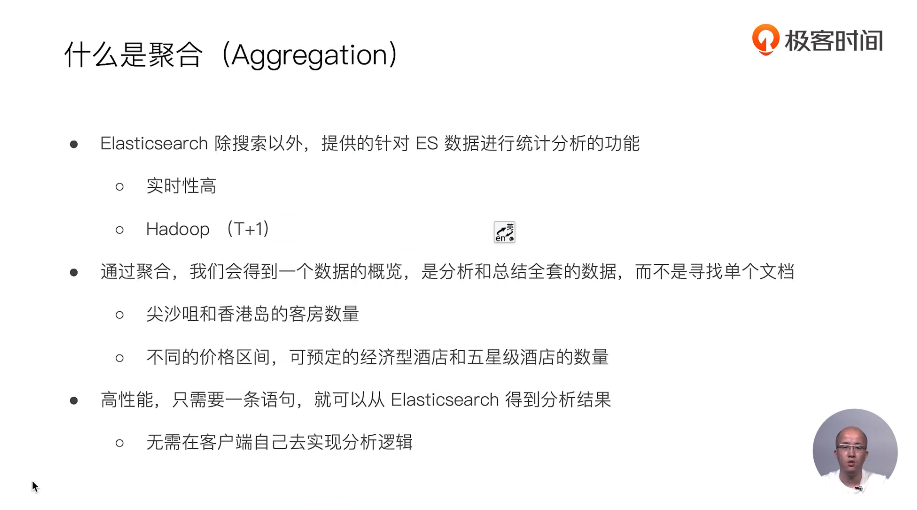 什么是聚合（Aggregation）
极客时间
● Elasticsearch 除搜索以外，提供的针对 ES 数据进行统计分析的功能
○ 实时性高
○ Hadoop （T+1）
en 英
● 通过聚合，我们会得到一个数据的概览，是分析和总结全套的数据，而不是寻找单个文档
○ 尖沙咀和香港岛的客房数量
○ 不同的价格区间，可预定的经济型酒店和五星级酒店的数量
● 高性能，只需要一条语句，就可以从 Elasticsearch 得到分析结果
○ 无需在客户端自己去实现分析逻辑